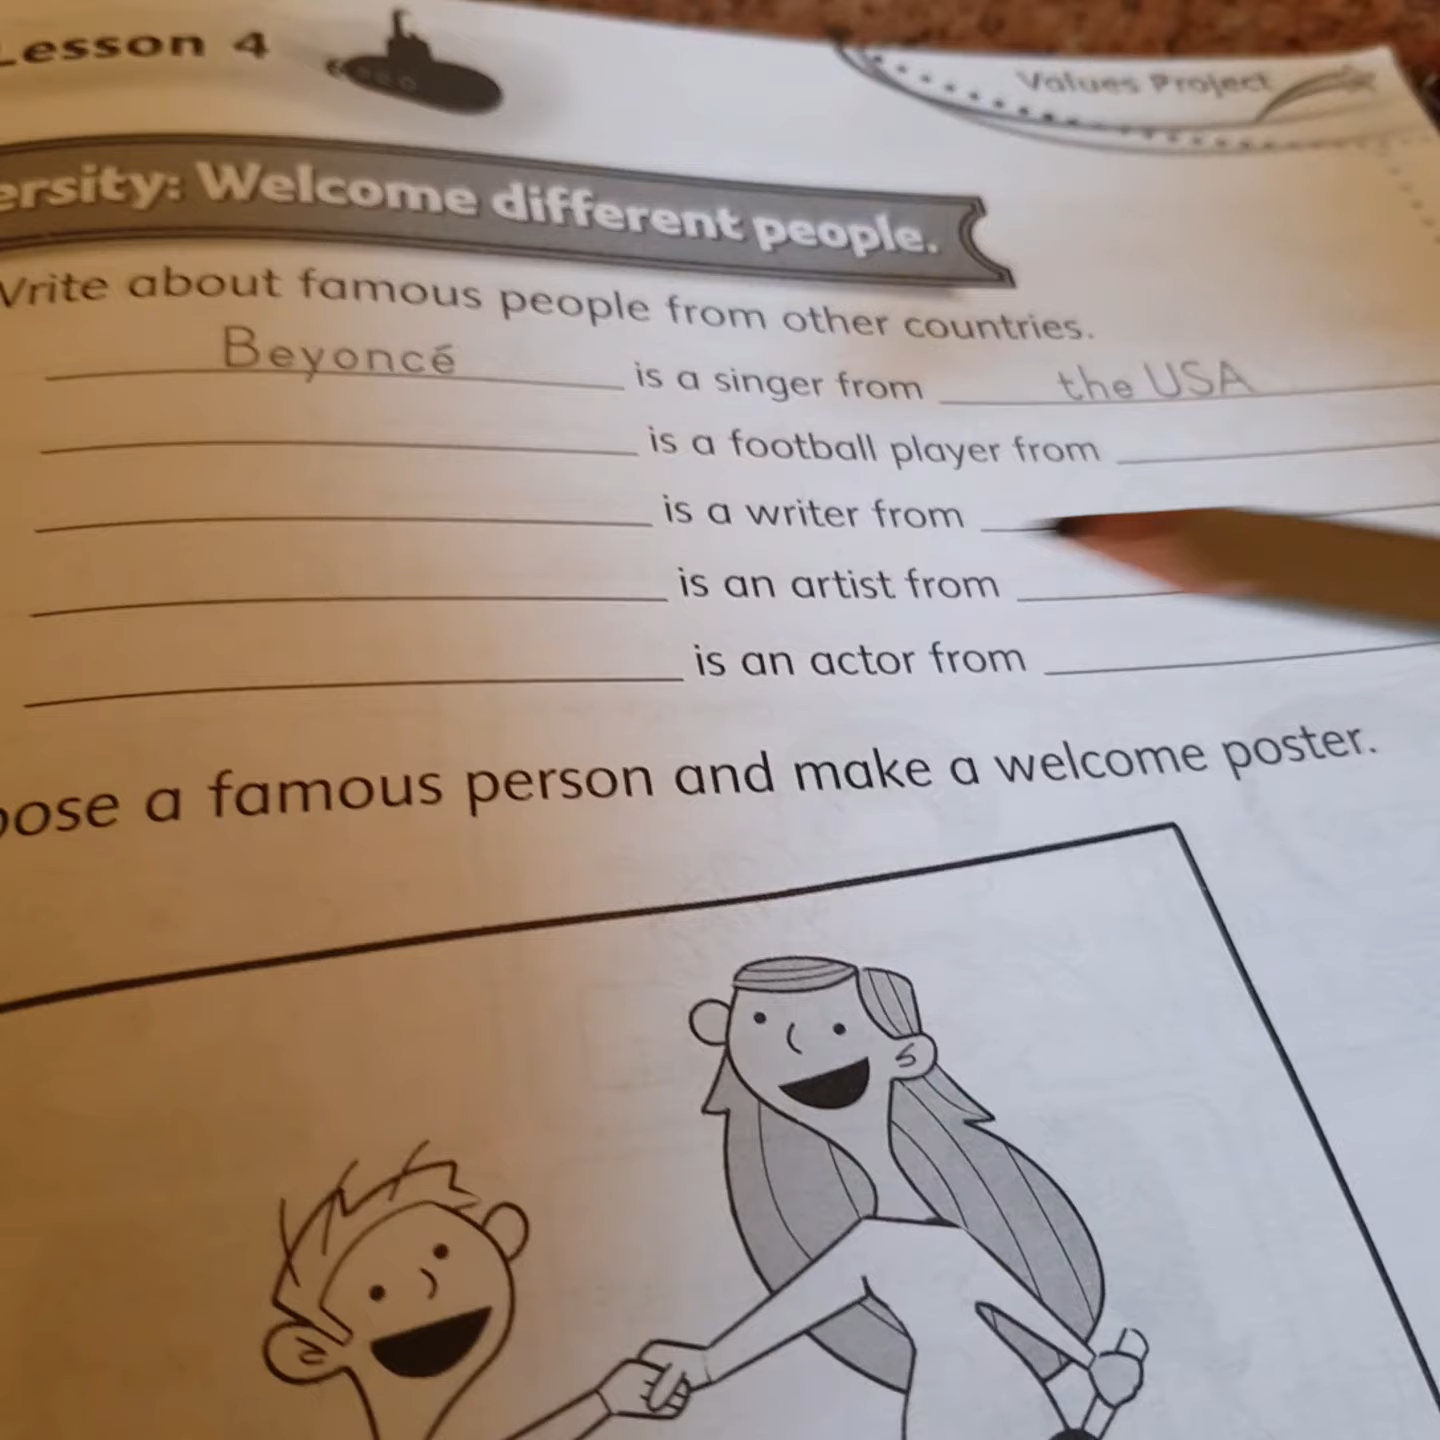 Lesson 4
Values Project
ersity: Welcome different people.
Write about famous people from other countries.
Beyoncé is a singer from the USA
is a football player from
is a writer from
is an artist from
is an actor from
oose a famous person and make a welcome poster.